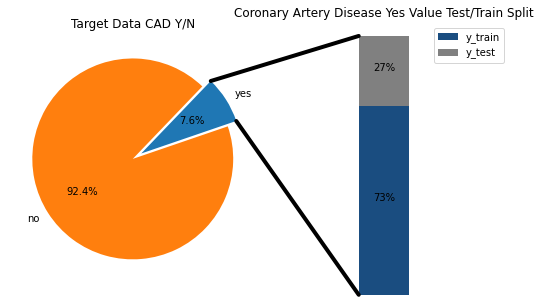 Coronary Artery Disease Yes Value Test/Train Split
Target Data CAD Y/N
y_train
y_test
yes
27%
7.6%
92.4%
73%
no